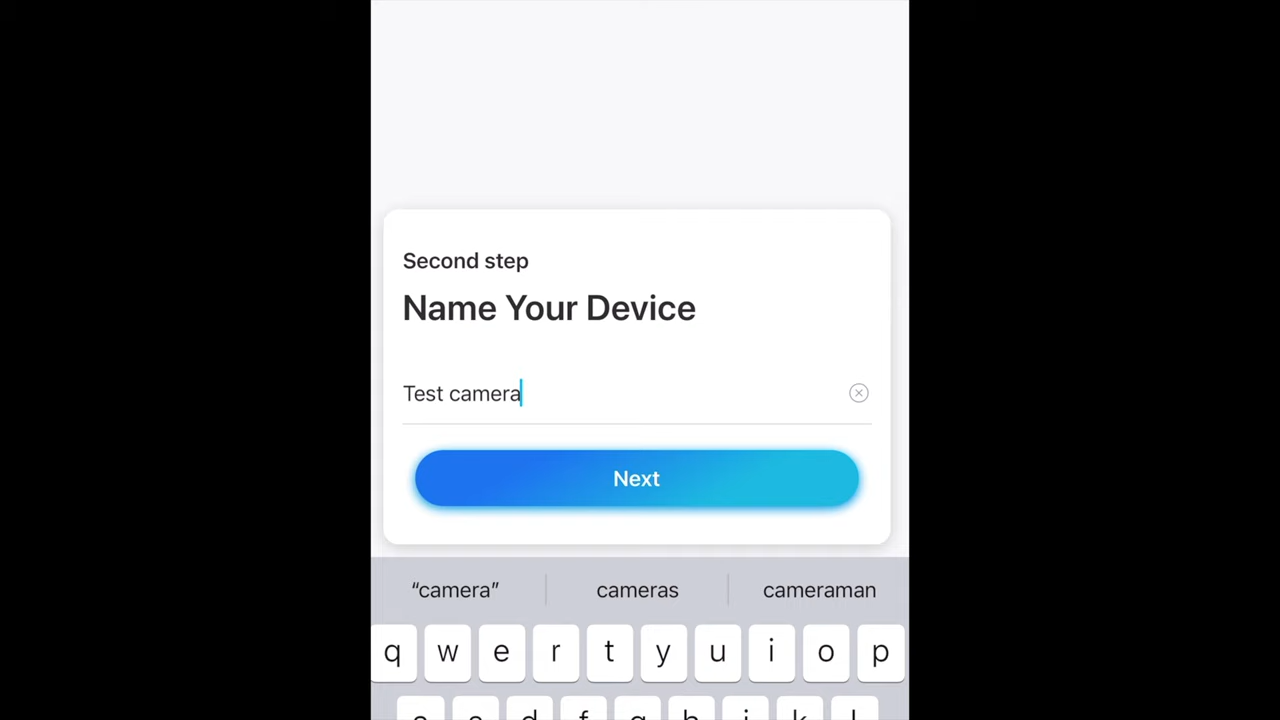 Second step
Name Your Device
Test camera
Next
“camera” cameras cameraman
q w e r t y u i o p